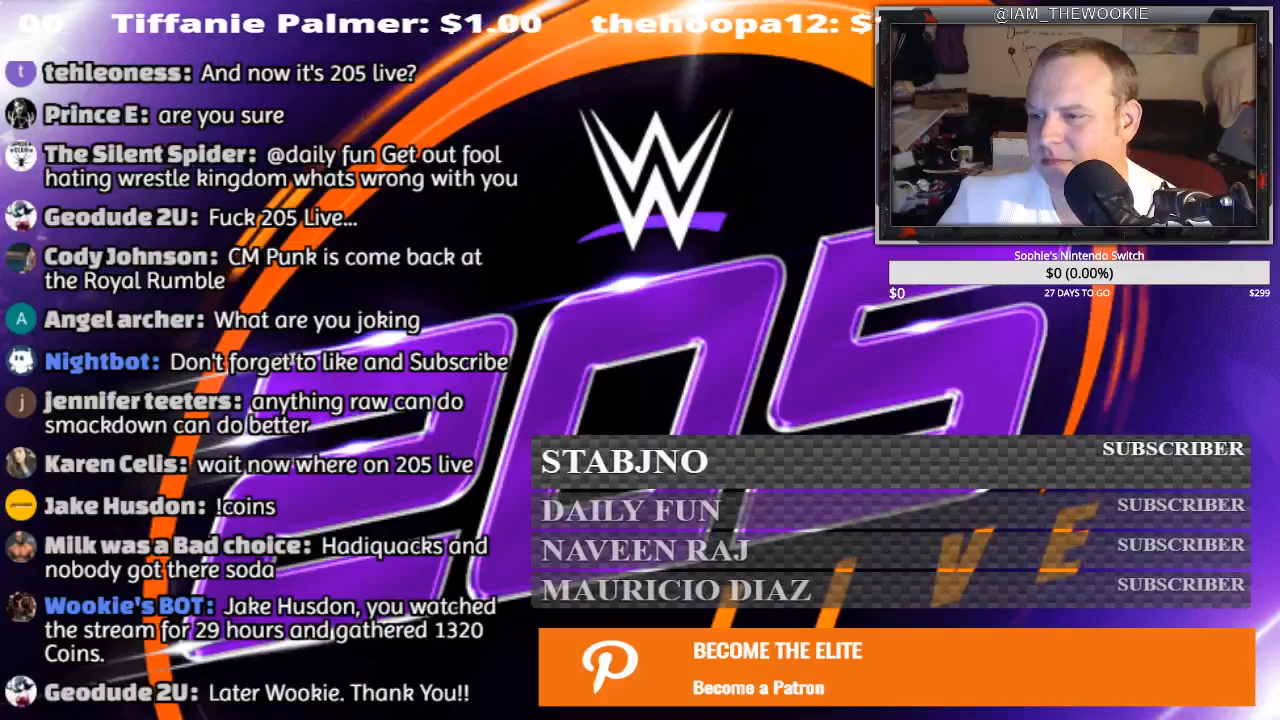 00 Tiffanie Palmer: $1.00 thehoopa12: $
@IAM_THEWOOKIE
t tehleoness: And now it's 205 live?
Prince E: are you sure
The Silent Spider: @daily fun Get out fool
hating wrestle kingdom whats wrong with you
Geodude 2U: Fuck 205 Live...
Cody Johnson: CM Punk is come back at
the Royal Rumble
A Angel archer: What are you joking
Nightbot: Don't forget to like and Subscribe
j jennifer teeters: anything raw can do
smackdown can do better
Karen Celis: wait now where on 205 live
Jake Husdon: !coins
Milk was a Bad choice: Hadiquacks and
nobody got there soda
Wookie's BOT: Jake Husdon, you watched
the stream for 29 hours and gathered 1320
Coins.
Geodude 2U: Later Wookie. Thank You!!
W
205
LIVE
Sophie's Nintendo Switch
$0 (0.00%)
$0 27 DAYS TO GO $299
STABJNO SUBSCRIBER
DAILY FUN SUBSCRIBER
NAVEEN RAJ SUBSCRIBER
MAURICIO DIAZ SUBSCRIBER
BECOME THE ELITE
Become a Patron